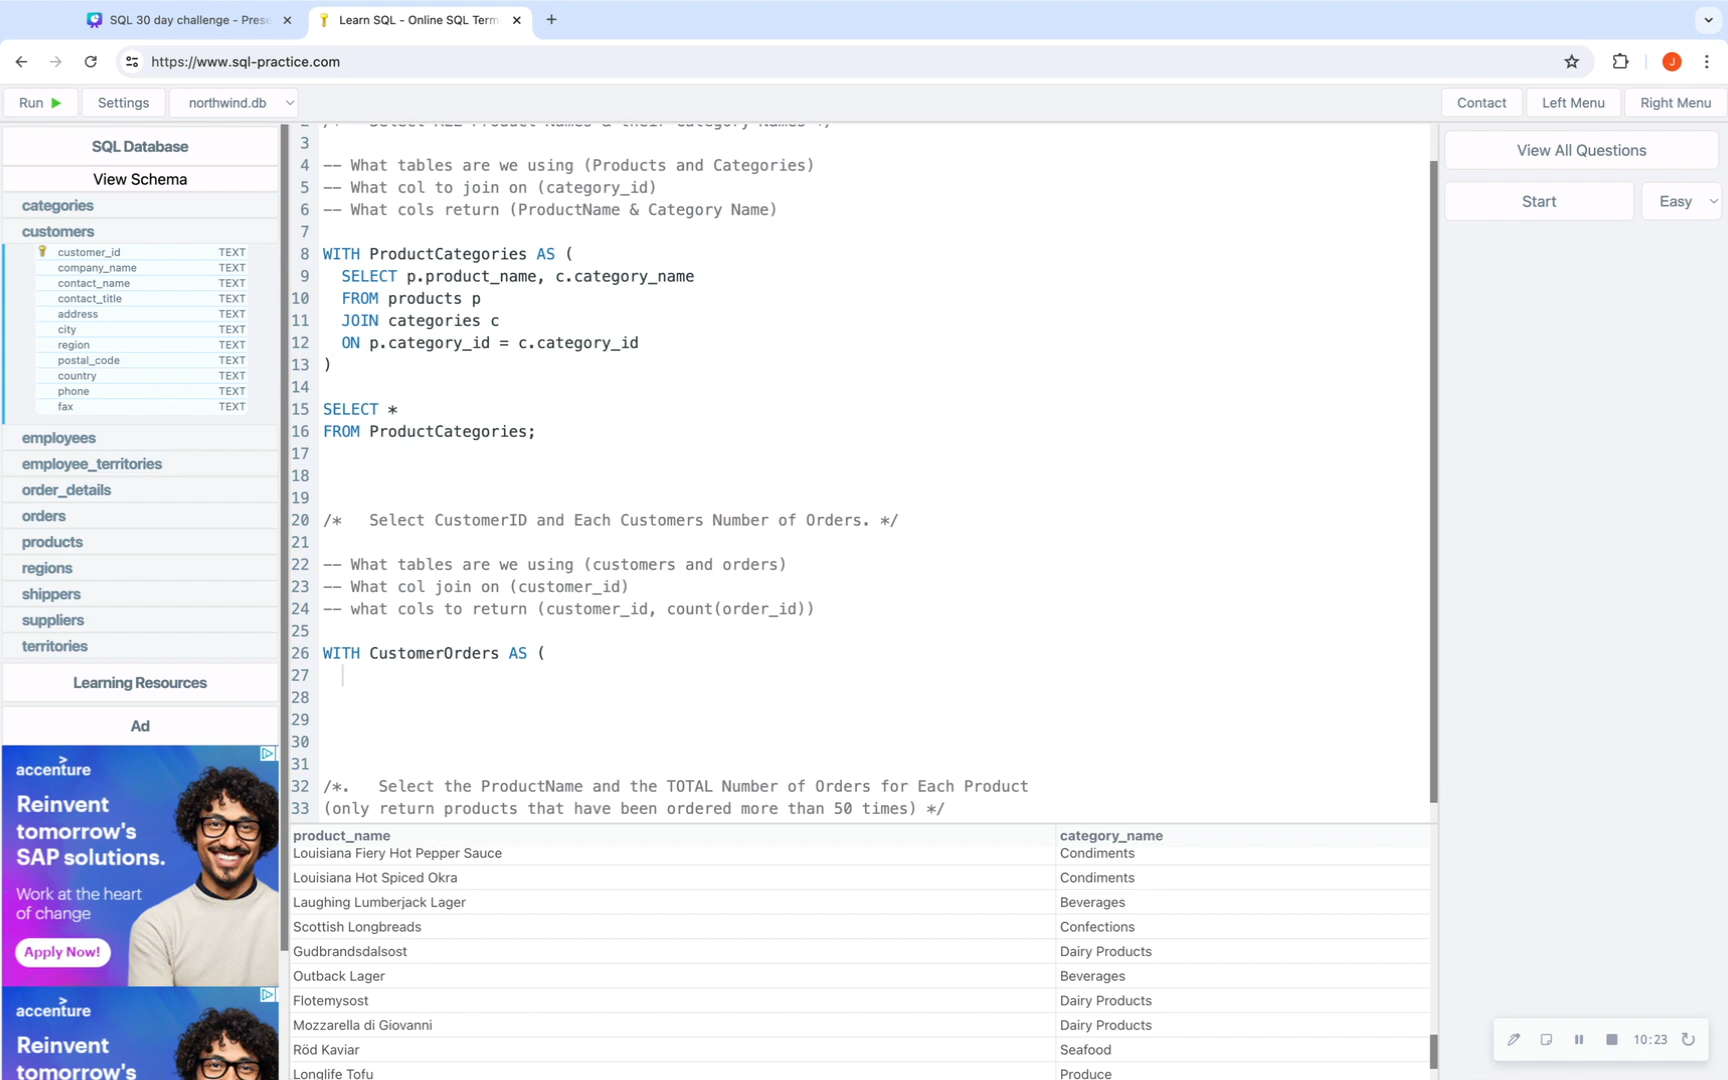 SQL 30 day challenge - Prese
Learn SQL - Online SQL Term
https://www.sql-practice.com
J
Run
Settings
northwind.db
Contact
Left Menu
Right Menu
SQL Database
View Schema
categories
customers
customer_id TEXT
company_name TEXT
contact_name TEXT
contact_title TEXT
address TEXT
city TEXT
region TEXT
postal_code TEXT
country TEXT
phone TEXT
fax TEXT
employees
employee_territories
order_details
orders
products
regions
shippers
suppliers
territories
Learning Resources
Ad
accenture
Reinvent
tomorrow's
SAP solutions.
Work at the heart
of change
Apply Now!
accenture
Reinvent
tomorrow's
2 /* Select ALL Product Names & their Category Names */
3
4 -- What tables are we using (Products and Categories)
5 -- What col to join on (category_id)
6 -- What cols return (ProductName & Category Name)
7
8 WITH ProductCategories AS (
9 SELECT p.product_name, c.category_name
10 FROM products p
11 JOIN categories c
12 ON p.category_id = c.category_id
13 )
14
15 SELECT *
16 FROM ProductCategories;
17
18
19
20 /* Select CustomerID and Each Customers Number of Orders. */
21
22 -- What tables are we using (customers and orders)
23 -- What col join on (customer_id)
24 -- what cols to return (customer_id, count(order_id))
25
26 WITH CustomerOrders AS (
27
28
29
30
31
32 /*. Select the ProductName and the TOTAL Number of Orders for Each Product
33 (only return products that have been ordered more than 50 times) */
product_name category_name
Louisiana Fiery Hot Pepper Sauce Condiments
Louisiana Hot Spiced Okra Condiments
Laughing Lumberjack Lager Beverages
Scottish Longbreads Confections
Gudbrandsdalsost Dairy Products
Outback Lager Beverages
Flotemysost Dairy Products
Mozzarella di Giovanni Dairy Products
Röd Kaviar Seafood
Longlife Tofu Produce
View All Questions
Start
Easy
10:23